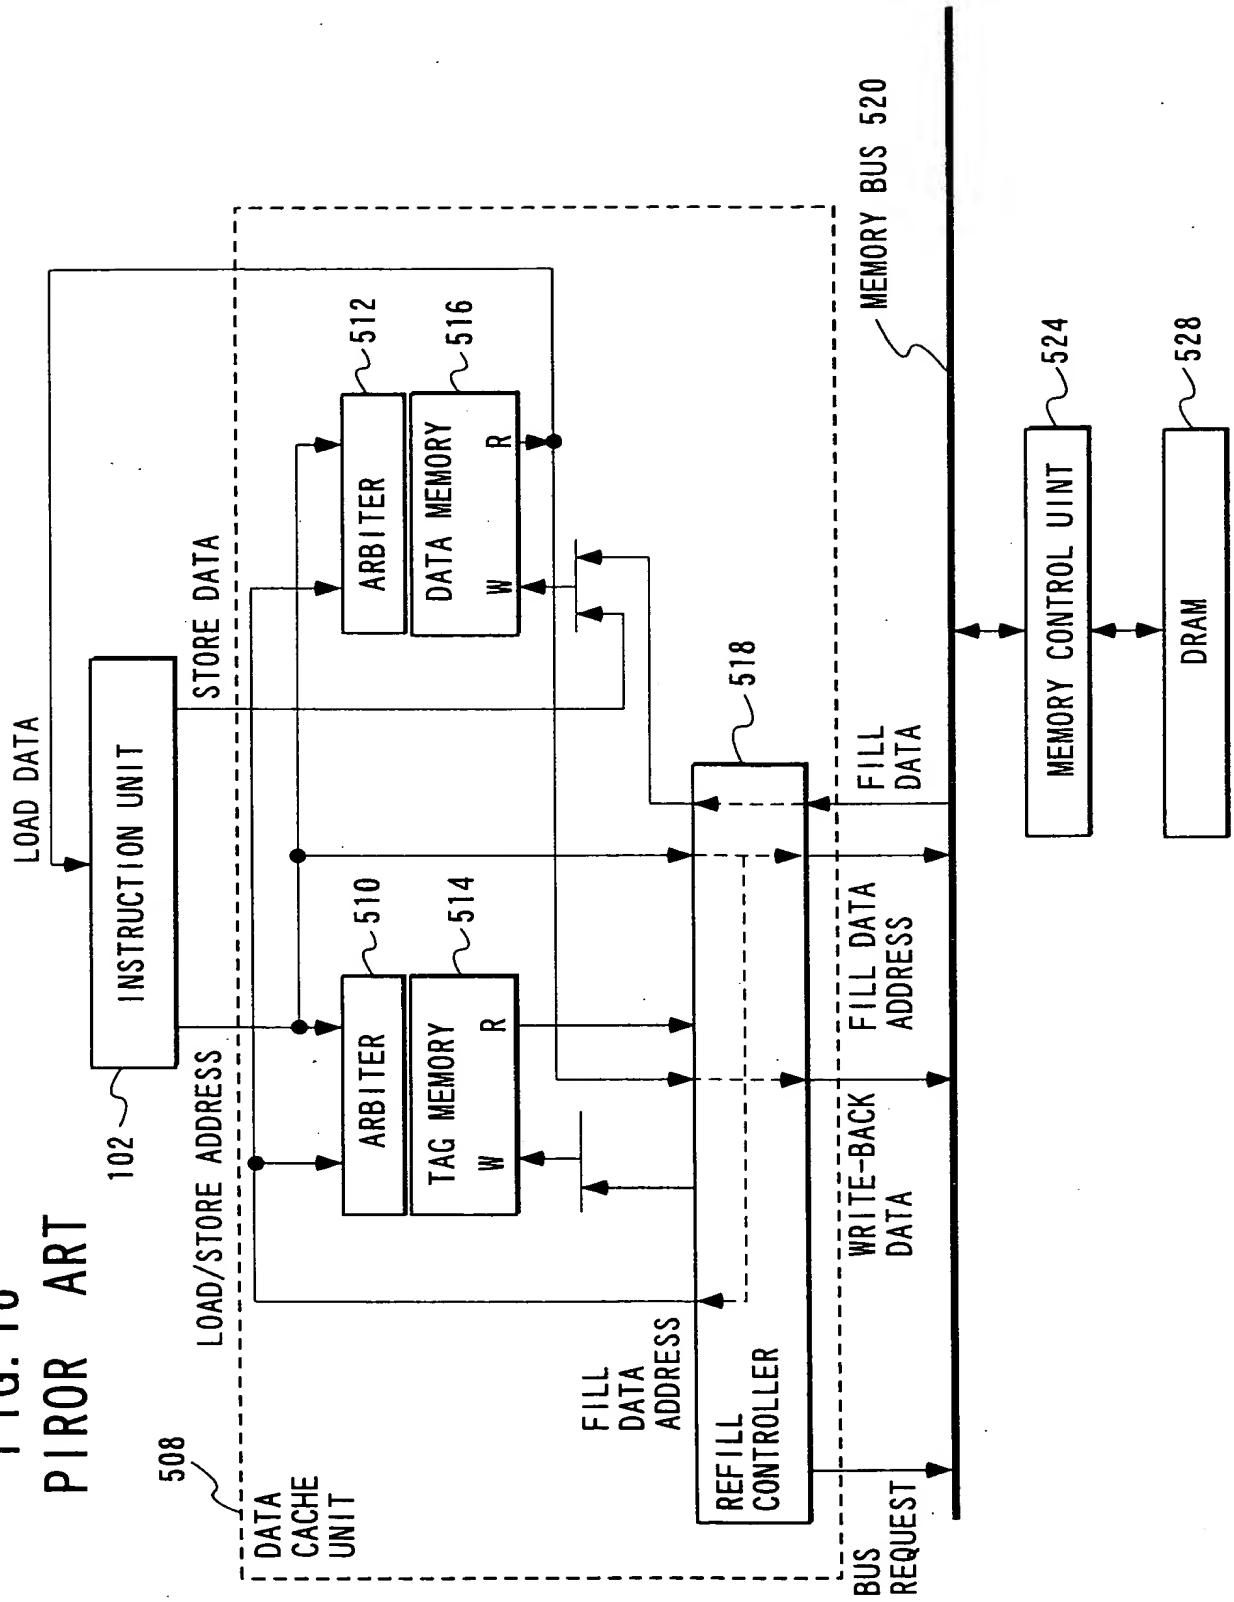 PIROR ART
LOAD DATA
102
INSTRUCTION UNIT
LOAD/STORE ADDRESS
STORE DATA
508
DATA
CACHE
UNIT
ARBITER
510
TAG MEMORY
514
W
R
ARBITER
512
DATA MEMORY
516
W
R
FILL
DATA
ADDRESS
REFILL
CONTROLLER
518
BUS
REQUEST
WRITE-BACK
DATA
FILL DATA
ADDRESS
FILL
DATA
MEMORY BUS 520
MEMORY CONTROL UINT
524
DRAM
528